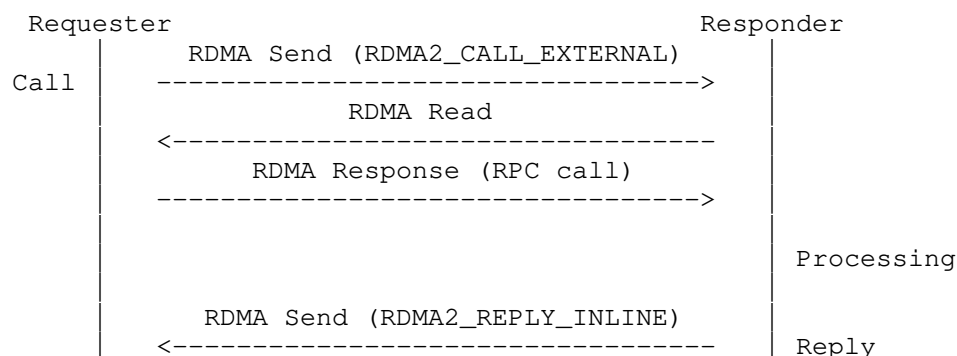 Requester Responder
RDMA Send (RDMA2_CALL_EXTERNAL)
Call
RDMA Read
RDMA Response (RPC call)
Processing
RDMA Send (RDMA2_REPLY_INLINE)
Reply